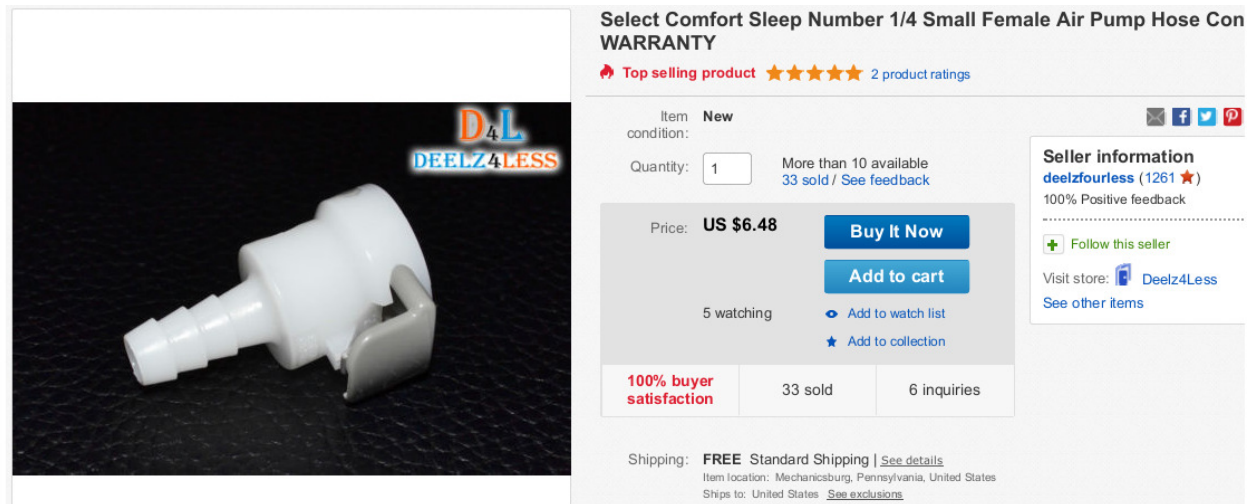 D4L
DEELZ4LESS
Select Comfort Sleep Number 1/4 Small Female Air Pump Hose Con
WARRANTY
Top selling product
2 product ratings
Item condition: New
Quantity: 1
More than 10 available
33 sold / See feedback
Price: US $6.48
Buy It Now
Add to cart
5 watching
Add to watch list
Add to collection
100% buyer
satisfaction
33 sold
6 inquiries
Shipping: FREE Standard Shipping | See details
Item location: Mechanicsburg, Pennsylvania, United States
Ships to: United States See exclusions
Seller information
deelzfourless (1261)
100% Positive feedback
Follow this seller
Visit store: Deelz4Less
See other items